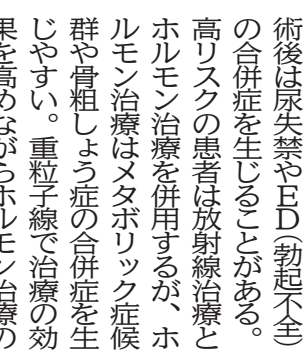 術後は尿失禁やED(勃起不全)
の合併症を生じることがある。
高リスクの患者は放射線治療と
ホルモン治療を併用するが、ホ
ルモン治療はメタボリック症候
群や骨粗しょう症の合併症を生
じやすい。重粒子線で治療の効
果を高めながらホルモン治療の